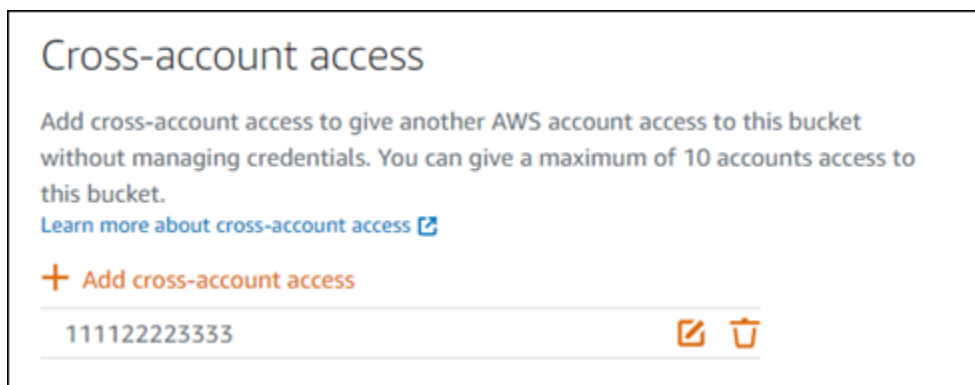 Cross-account access
Add cross-account access to give another AWS account access to this bucket
without managing credentials. You can give a maximum of 10 accounts access to
this bucket.
Learn more about cross-account access
Add cross-account access
111122223333